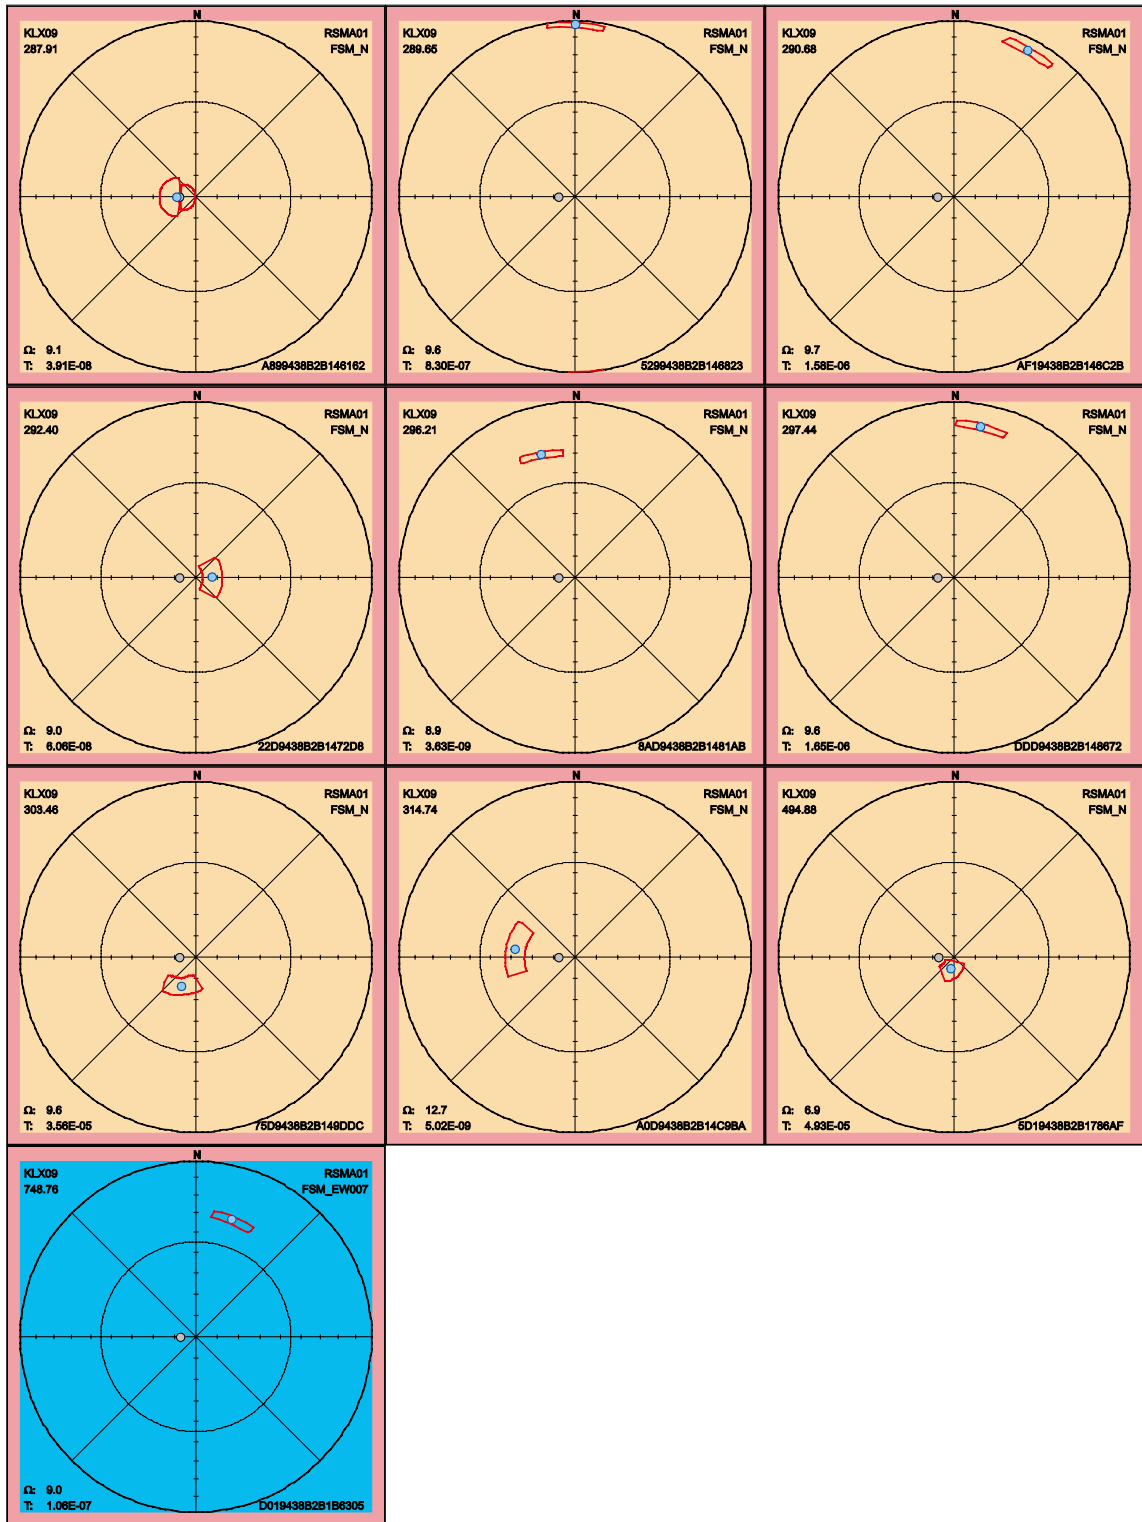 N
KLX09 RSMA01
287.91 FSM_N
Ω: 9.1
T: 3.91E-08 A899438B2B146162
N
KLX09 RSMA01
289.65 FSM_N
Ω: 9.6
T: 8.30E-07 5299438B2B146823
N
KLX09 RSMA01
290.68 FSM_N
Ω: 9.7
T: 1.58E-06 AF19438B2B146C2B
N
KLX09 RSMA01
292.40 FSM_N
Ω: 9.0
T: 6.06E-08 22D9438B2B1472D8
N
KLX09 RSMA01
296.21 FSM_N
Ω: 8.9
T: 3.63E-09 8AD9438B2B1481AB
N
KLX09 RSMA01
297.44 FSM_N
Ω: 9.6
T: 1.65E-06 DDD9438B2B148672
N
KLX09 RSMA01
303.46 FSM_N
Ω: 9.6
T: 3.56E-05 75D9438B2B149DDC
N
KLX09 RSMA01
314.74 FSM_N
Ω: 12.7
T: 5.02E-09 A0D9438B2B14C9BA
N
KLX09 RSMA01
494.88 FSM_N
Ω: 6.9
T: 4.93E-05 5D19438B2B1786AF
N
KLX09 RSMA01
748.76 FSM_EW007
Ω: 9.0
T: 1.06E-07 D019438B2B1B6305